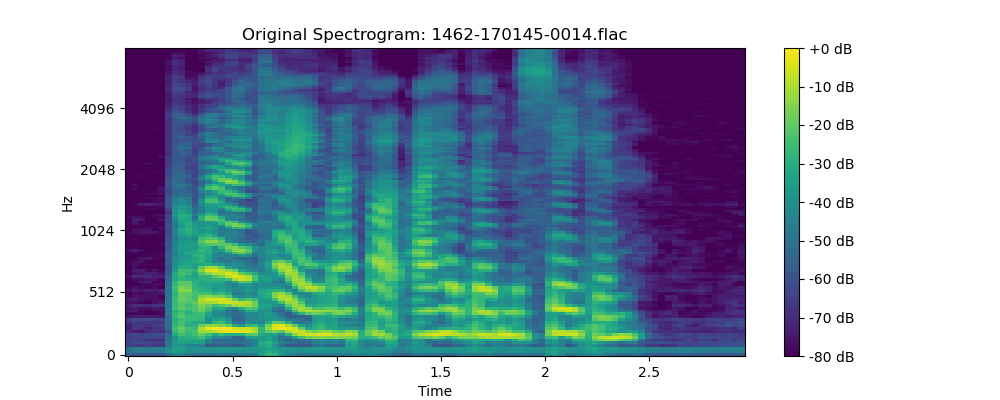 Original Spectrogram: 1462-170145-0014.flac
Hz
4096
2048
1024
512
0
0 0.5 1 1.5 2 2.5
Time
+0 dB
-10 dB
-20 dB
-30 dB
-40 dB
-50 dB
-60 dB
-70 dB
-80 dB